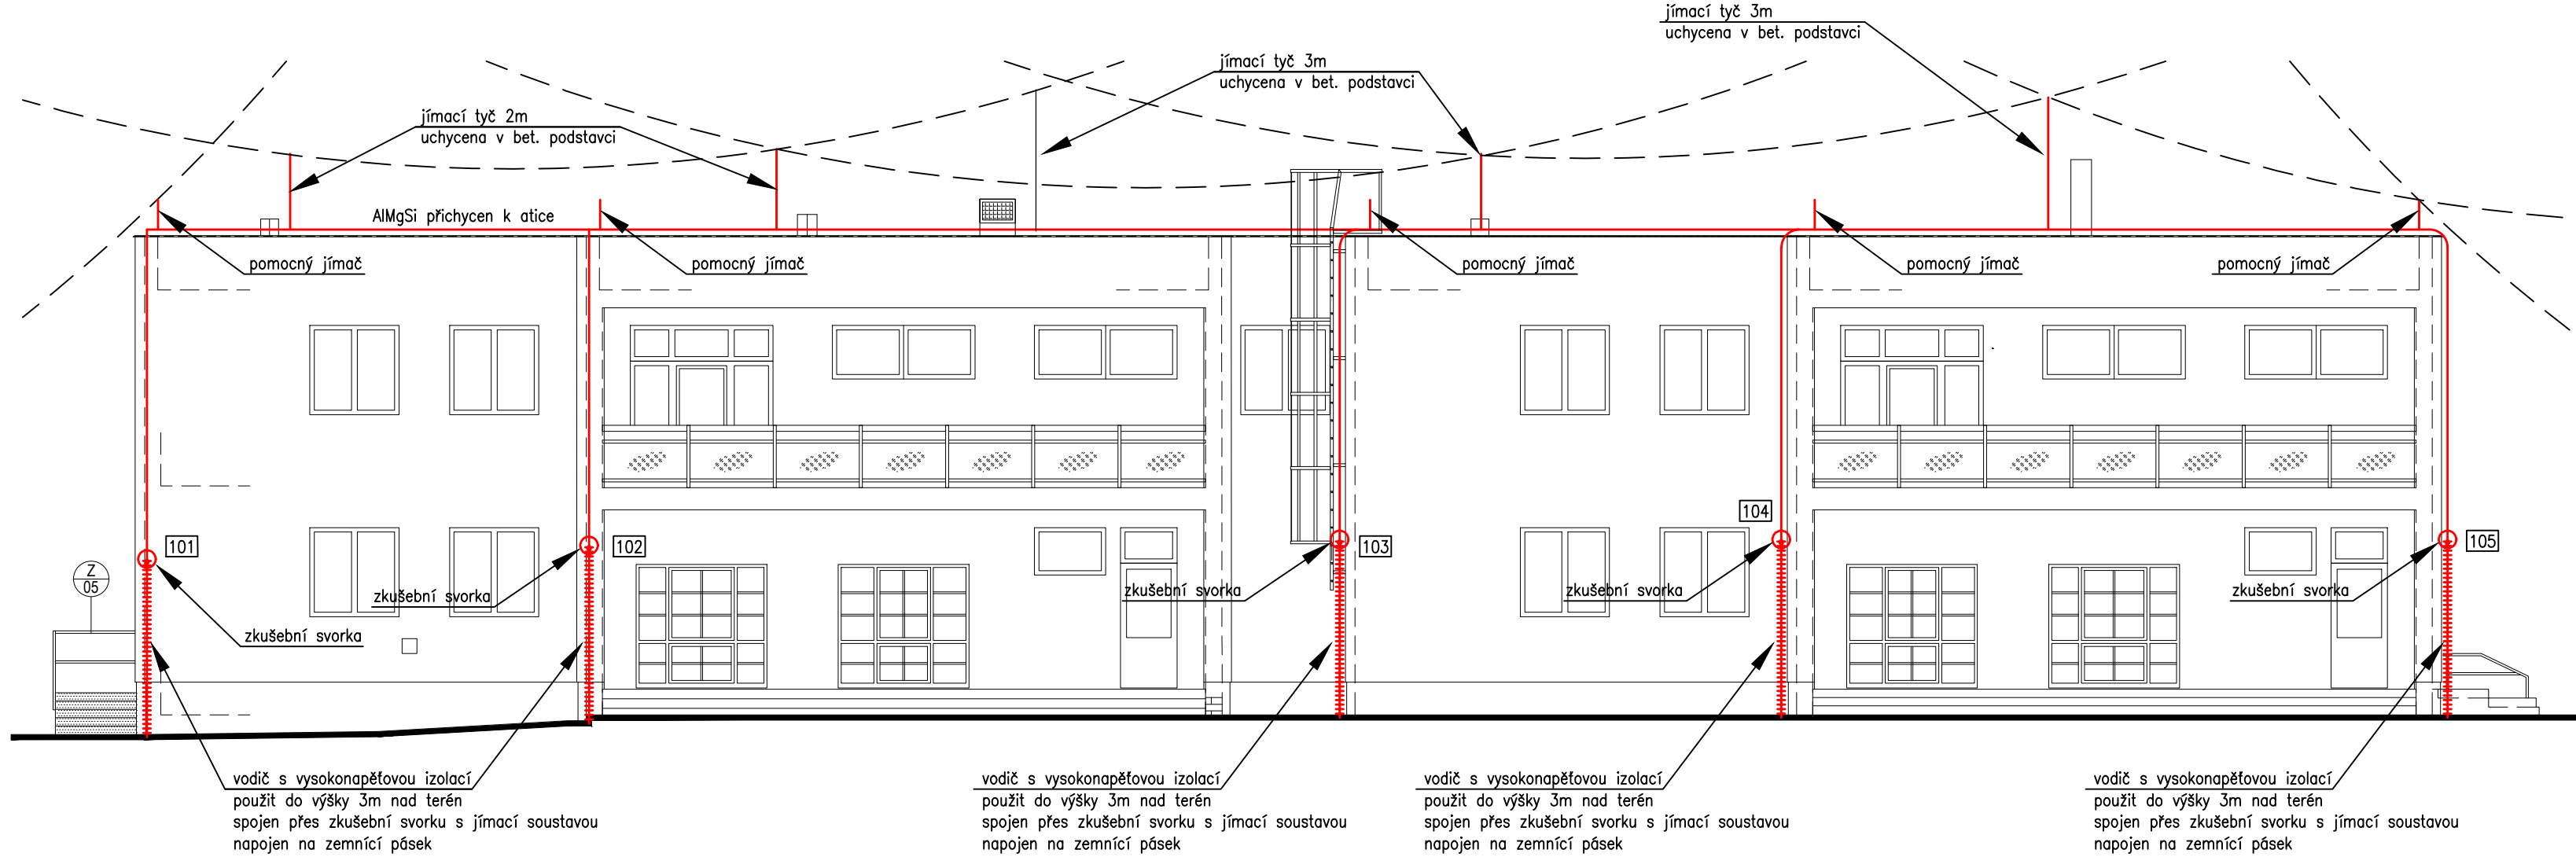 jímací tyč 3m
uchycena v bet. podstavci
jímací tyč 3m
uchycena v bet. podstavci
jímací tyč 2m
uchycena v bet. podstavci
AlMgSi přichycen k atice
pomocný jímač
pomocný jímač
pomocný jímač
pomocný jímač
pomocný jímač
101
102
103
104
105
Z
05
zkušební svorka
zkušební svorka
zkušební svorka
zkušební svorka
zkušební svorka
vodič s vysokonapěťovou izolací
použit do výšky 3m nad terén
spojen přes zkušební svorku s jímací soustavou
napojen na zemnící pásek
vodič s vysokonapěťovou izolací
použit do výšky 3m nad terén
spojen přes zkušební svorku s jímací soustavou
napojen na zemnící pásek
vodič s vysokonapěťovou izolací
použit do výšky 3m nad terén
spojen přes zkušební svorku s jímací soustavou
napojen na zemnící pásek
vodič s vysokonapěťovou izolací
použit do výšky 3m nad terén
spojen přes zkušební svorku s jímací soustavou
napojen na zemnící pásek